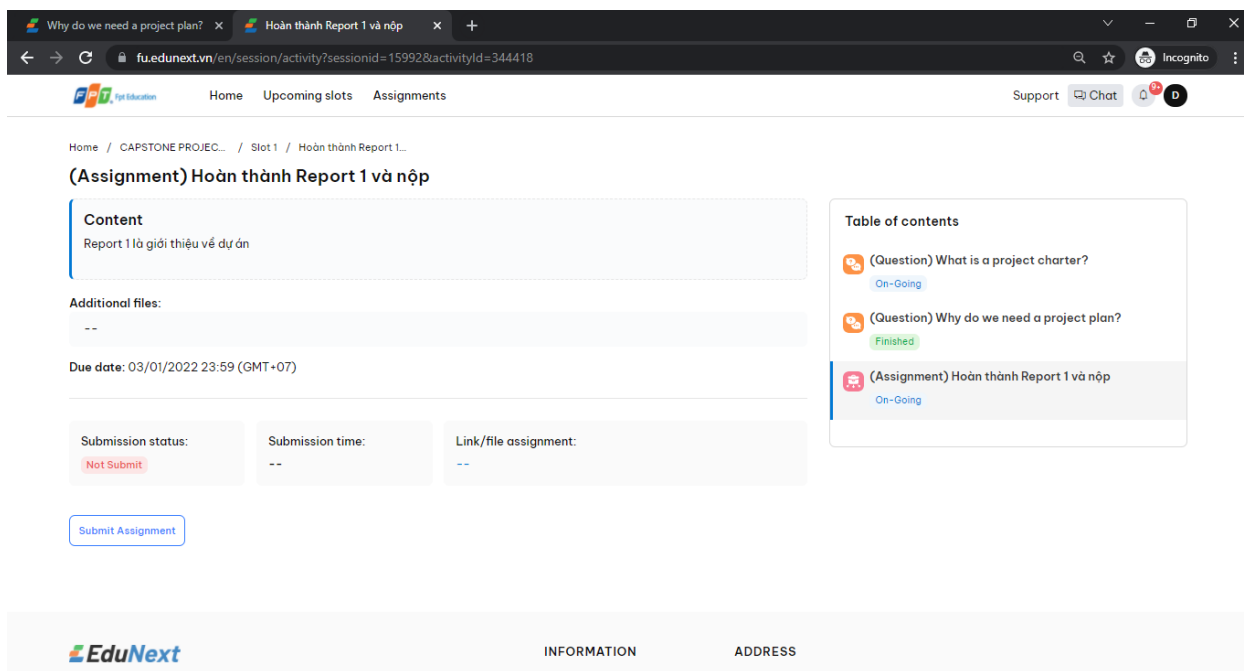 Why do we need a project plan?
Hoàn thành Report 1 và nộp
fu.edunext.vn/en/session/activity?sessionid=15992&activityId=344418
Incognito
FPT. Fpt Education
Home
Upcoming slots
Assignments
Support
Chat
9+
D
Home / CAPSTONE PROJEC... / Slot 1 / Hoàn thành Report 1...
(Assignment) Hoàn thành Report 1 và nộp
Content
Report 1 là giới thiệu về dự án
Additional files:
--
Due date: 03/01/2022 23:59 (GMT+07)
Submission status:
Not Submit
Submission time:
--
Link/file assignment:
--
Submit Assignment
Table of contents
(Question) What is a project charter?
On-Going
(Question) Why do we need a project plan?
Finished
(Assignment) Hoàn thành Report 1 và nộp
On-Going
EduNext
INFORMATION
ADDRESS